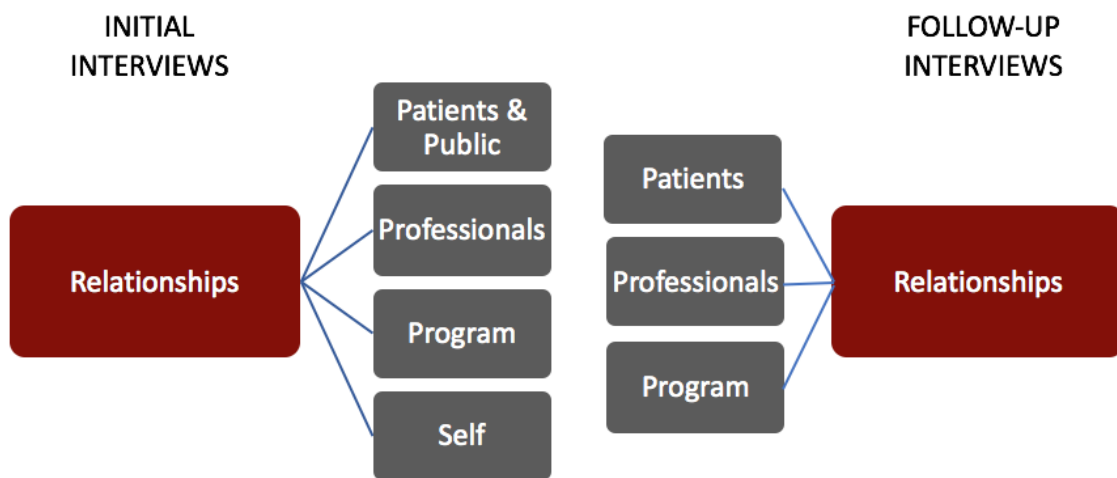 INITIAL
INTERVIEWS
Relationships
Patients &
Public
Professionals
Program
Self
FOLLOW-UP
INTERVIEWS
Patients
Professionals
Program
Relationships